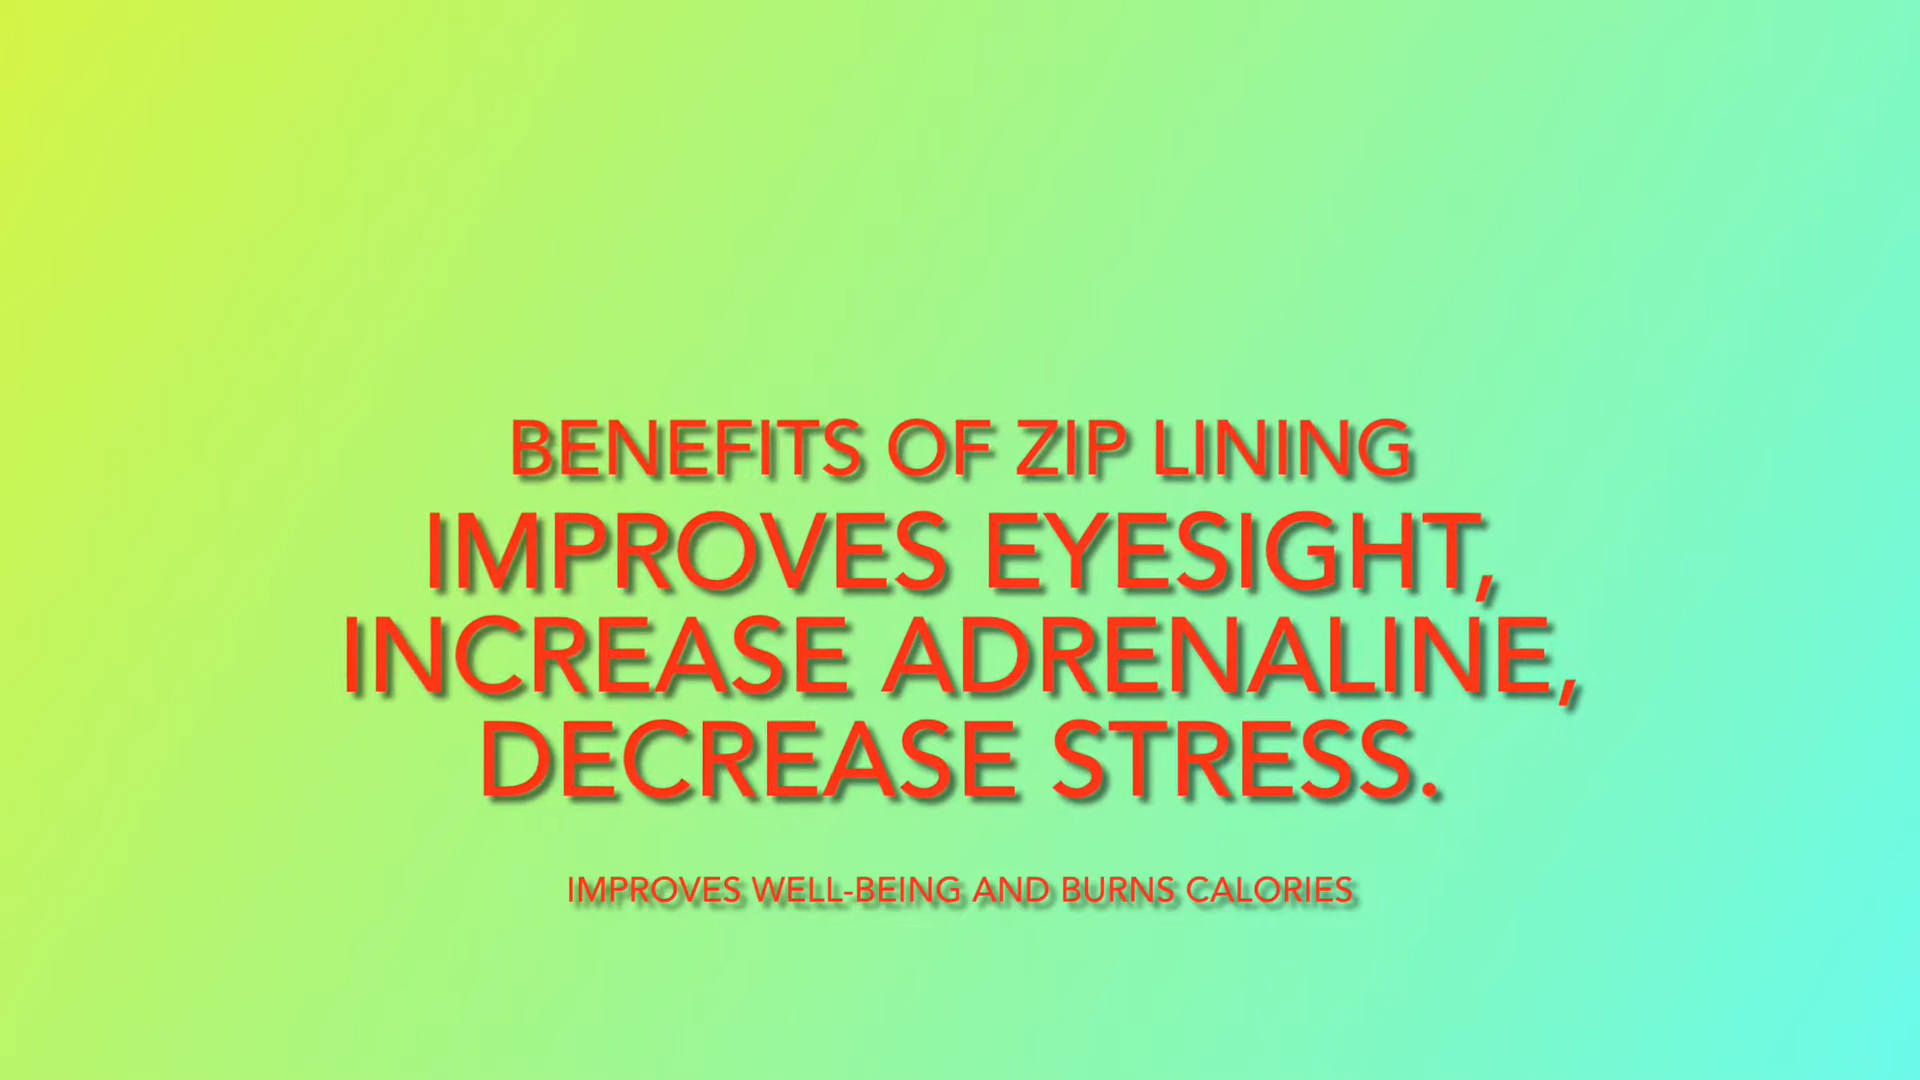 BENEFITS OF ZIP LINING
IMPROVES EYESIGHT,
INCREASE ADRENALINE,
DECREASE STRESS.
IMPROVES WELL-BEING AND BURNS CALORIES